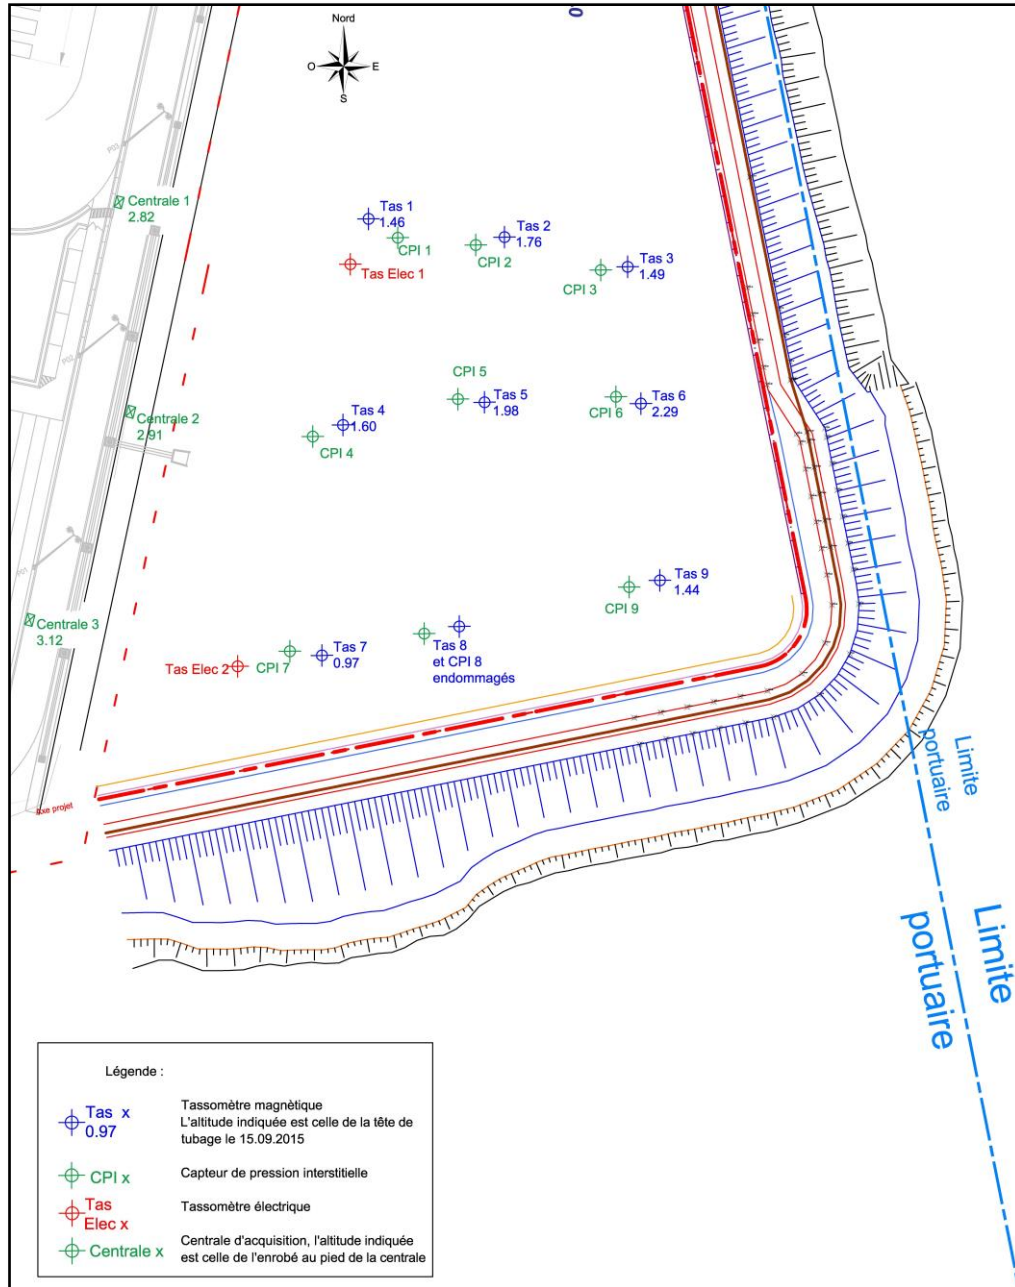 Nord
O
E
S
P03
Centrale 1
2.82
Tas 1
1.46
CPI 1
Tas Elec 1
CPI 2
Tas 2
1.76
CPI 3
Tas 3
1.49
P02
Centrale 2
2.91
CPI 5
Tas 5
1.98
Tas 4
1.60
CPI 4
CPI 6
Tas 6
2.29
P01
Centrale 3
3.12
Tas Elec 2
CPI 7
Tas 7
0.97
Tas 8
et CPI 8
endommagés
CPI 9
Tas 9
1.44
Axe projet
Limite
portuaire
Limite
portuaire
Légende :
Tas x
0.97
Tassomètre magnètique
L'altitude indiquée est celle de la tête de
tubage le 15.09.2015
CPI x
Capteur de pression interstitielle
Tas
Elec x
Tassomètre électrique
Centrale x
Centrale d'acquisition, l'altitude indiquée
est celle de l'enrobé au pied de la centrale